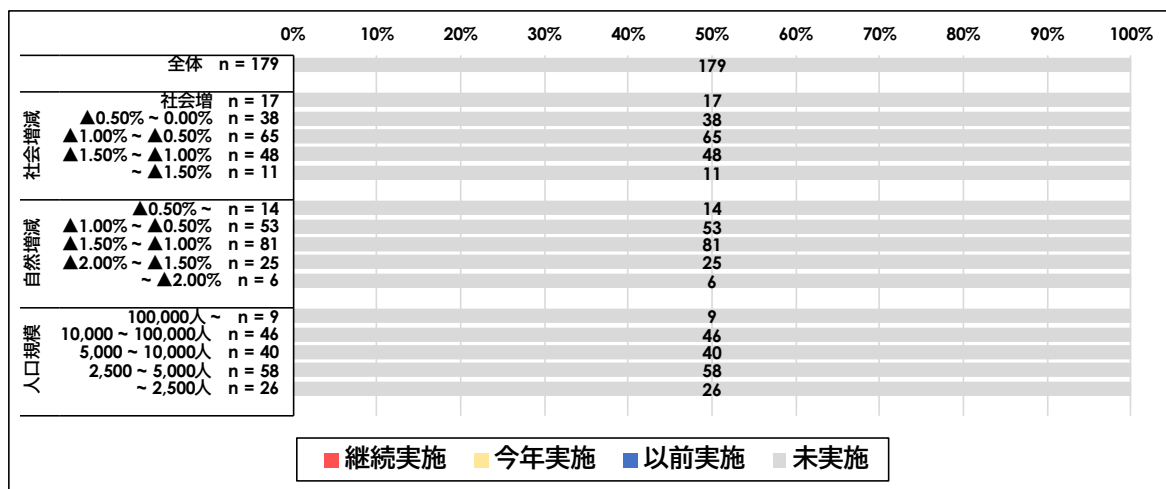 0% 10% 20% 30% 40% 50% 60% 70% 80% 90% 100%
全体 n = 179 179
社会増減
社会増 n = 17 17
▲0.50% ~ 0.00% n = 38 38
▲1.00% ~ ▲0.50% n = 65 65
▲1.50% ~ ▲1.00% n = 48 48
~ ▲1.50% n = 11 11
自然増減
▲0.50% ~ n = 14 14
▲1.00% ~ ▲0.50% n = 53 53
▲1.50% ~ ▲1.00% n = 81 81
▲2.00% ~ ▲1.50% n = 25 25
~ ▲2.00% n = 6 6
人口規模
100,000人 ~ n = 9 9
10,000 ~ 100,000人 n = 46 46
5,000 ~ 10,000人 n = 40 40
2,500 ~ 5,000人 n = 58 58
~ 2,500人 n = 26 26
継続実施 今年実施 以前実施 未実施